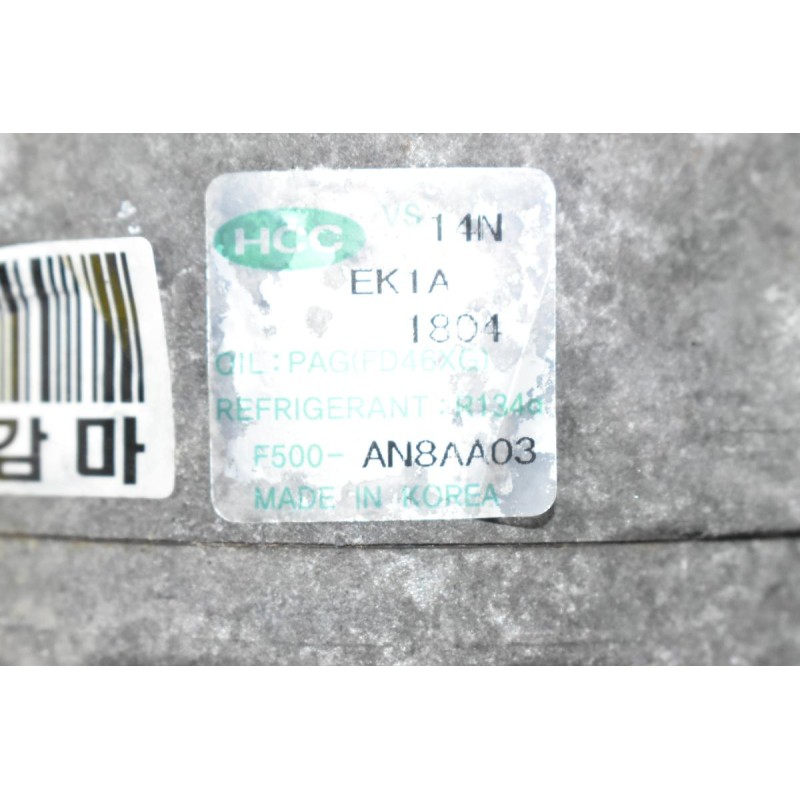 HCC VS 14N
EK1A
1804
OIL : PAG(FD46XG)
REFRIGERANT : R134a
F500- AN8AA03
MADE IN KOREA
감 마